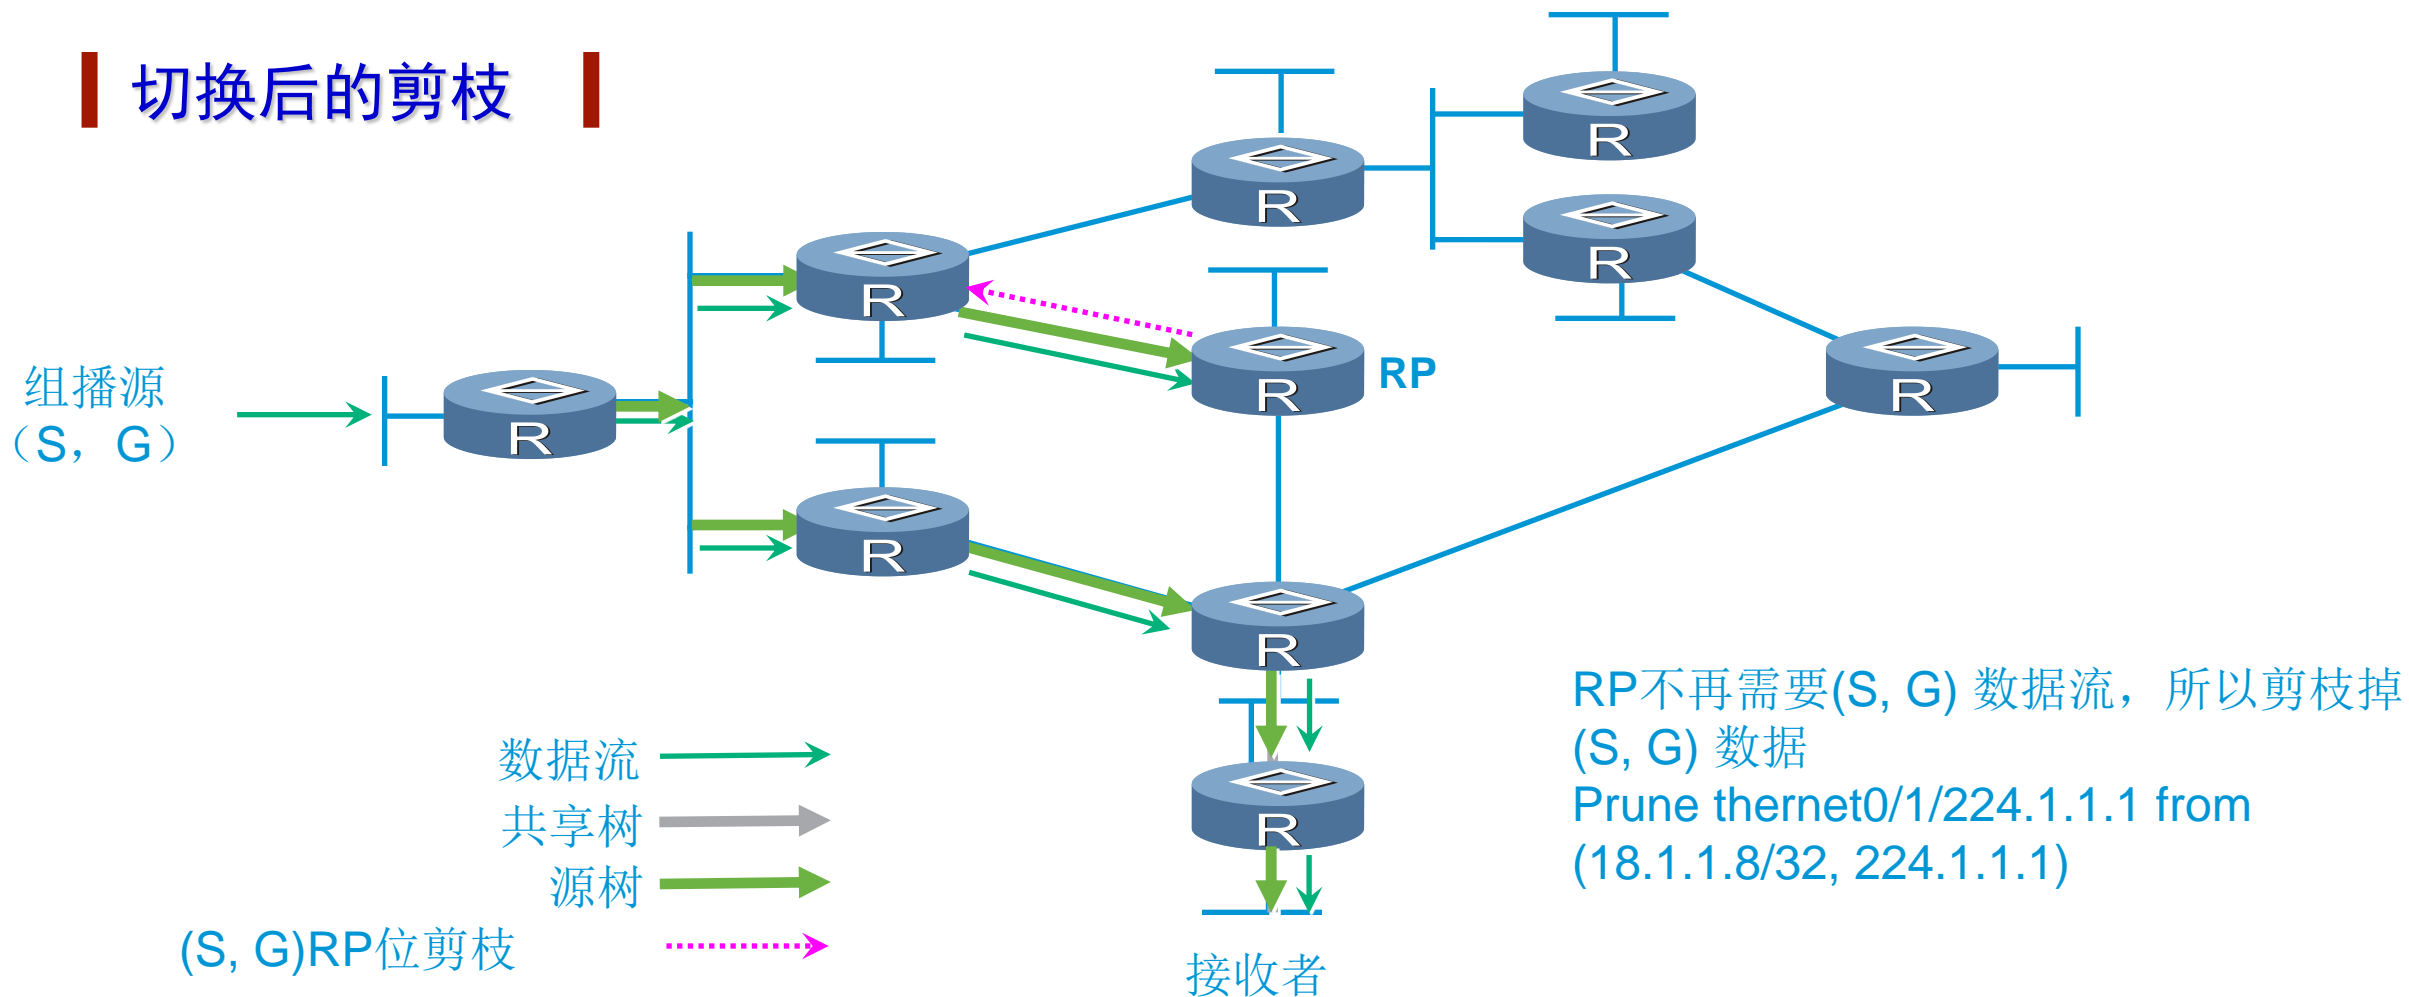 切换后的剪枝
R
R
R
R
R
RP
组播源
（S，G）
R
R
R
R
R
RP不再需要(S, G) 数据流，所以剪枝掉
(S, G) 数据
Prune thernet0/1/224.1.1.1 from
(18.1.1.8/32, 224.1.1.1)
数据流
共享树
源树
(S, G)RP位剪枝
接收者